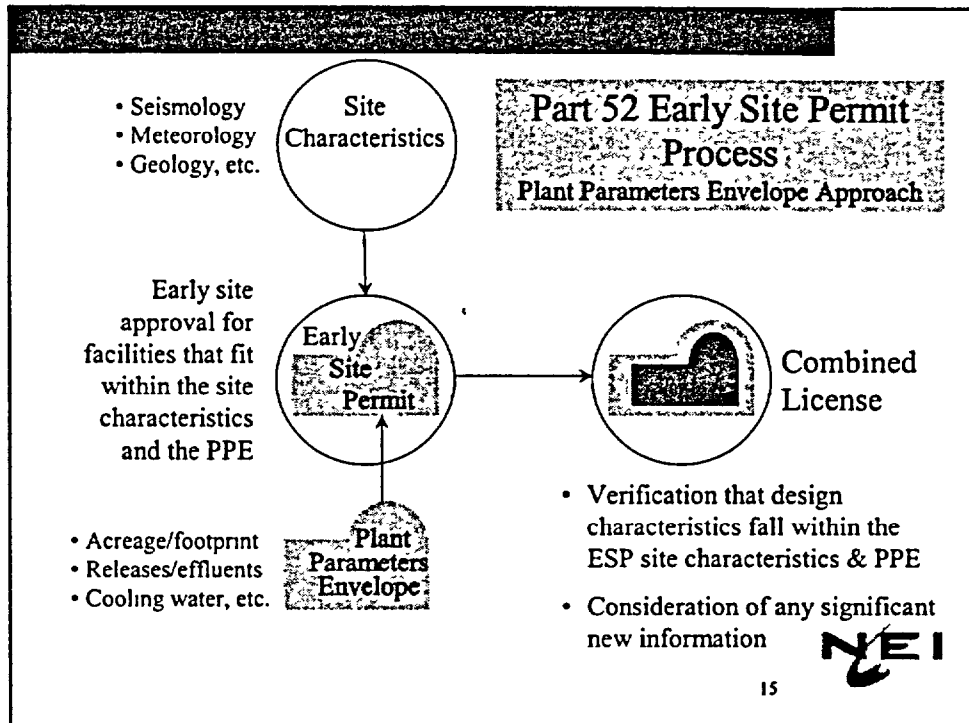 Part 52 Early Site Permit
Process
Plant Parameters Envelope Approach
• Seismology
• Meteorology
• Geology, etc.
Site
Characteristics
Early site
approval for
facilities that fit
within the site
characteristics
and the PPE
Early
Site
Permit
Combined
License
• Acreage/footprint
• Releases/effluents
• Cooling water, etc.
Plant
Parameters
Envelope
• Verification that design
characteristics fall within the
ESP site characteristics & PPE
• Consideration of any significant
new information
NEI
15